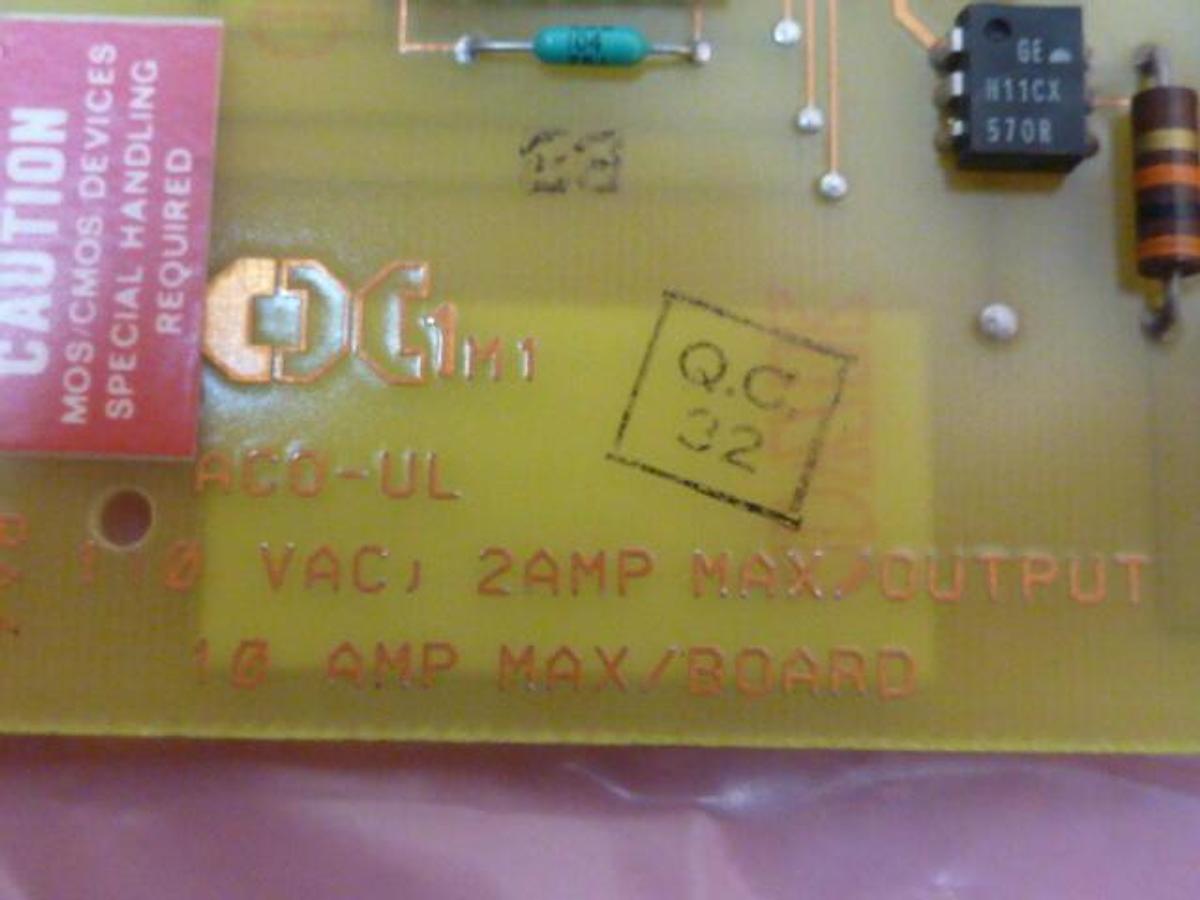 CAUTION
MOS/CMOS DEVICES
SPECIAL HANDLING
REQUIRED
GE
H11CX
570R
1M1
Q.C.
32
ACO-UL
110 VAC, 2AMP MAX/OUTPUT
10 AMP MAX/BOARD